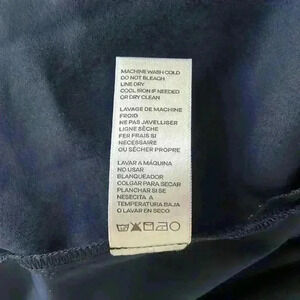 MACHINE WASH COLD
DO NOT BLEACH
LINE DRY
COOL IRON IF NEEDED
OR DRY CLEAN
LAVAGE DE MACHINE
FROID
NE PAS JAVELLISER
LIGNE SÈCHE
FER FRAIS SI
NECESSAIRE
OU SÉCHER PROPRE
LAVAR A MÁQUINA
NO USAR
BLANQUEADOR
COLGAR PARA SECAR
PLANCHAR SI SE
NESECITA A
TEMPERATURA BAJA
O LAVAR EN SECO